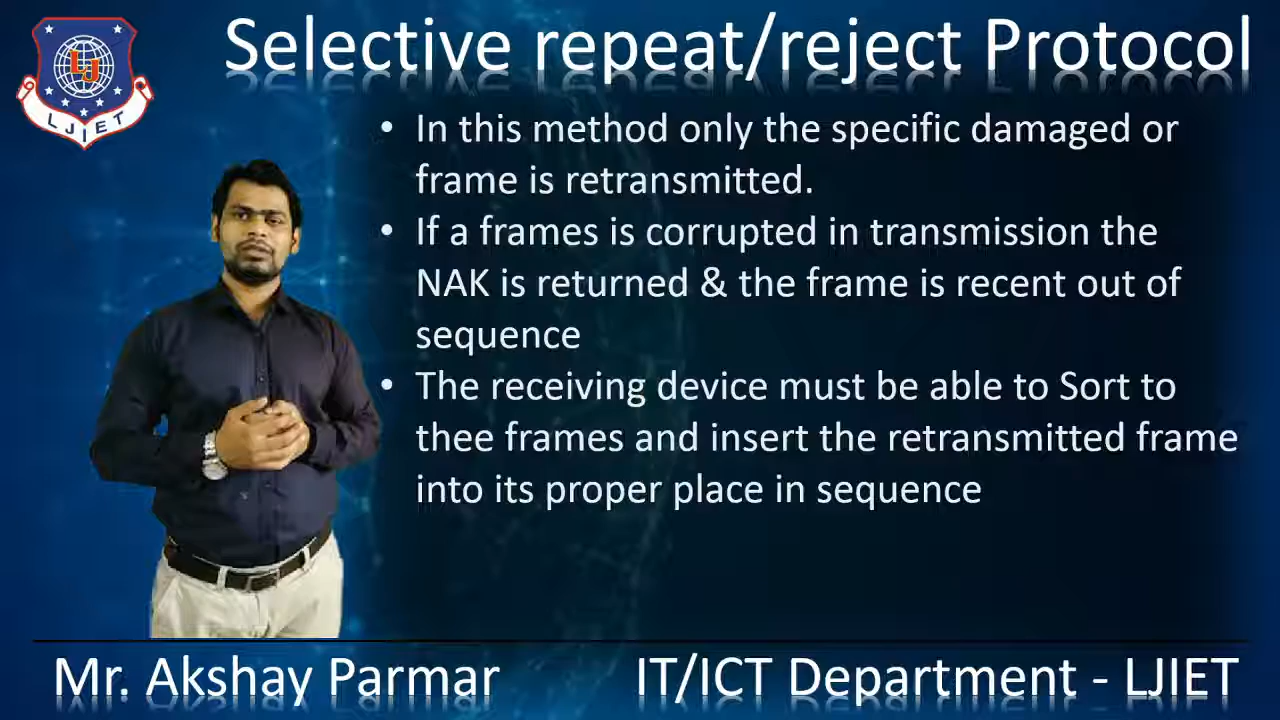 Selective repeat/reject Protocol
LJ
LJIET
• In this method only the specific damaged or
frame is retransmitted.
• If a frames is corrupted in transmission the
NAK is returned & the frame is recent out of
sequence
• The receiving device must be able to Sort to
thee frames and insert the retransmitted frame
into its proper place in sequence
Mr. Akshay Parmar
IT/ICT Department - LJIET